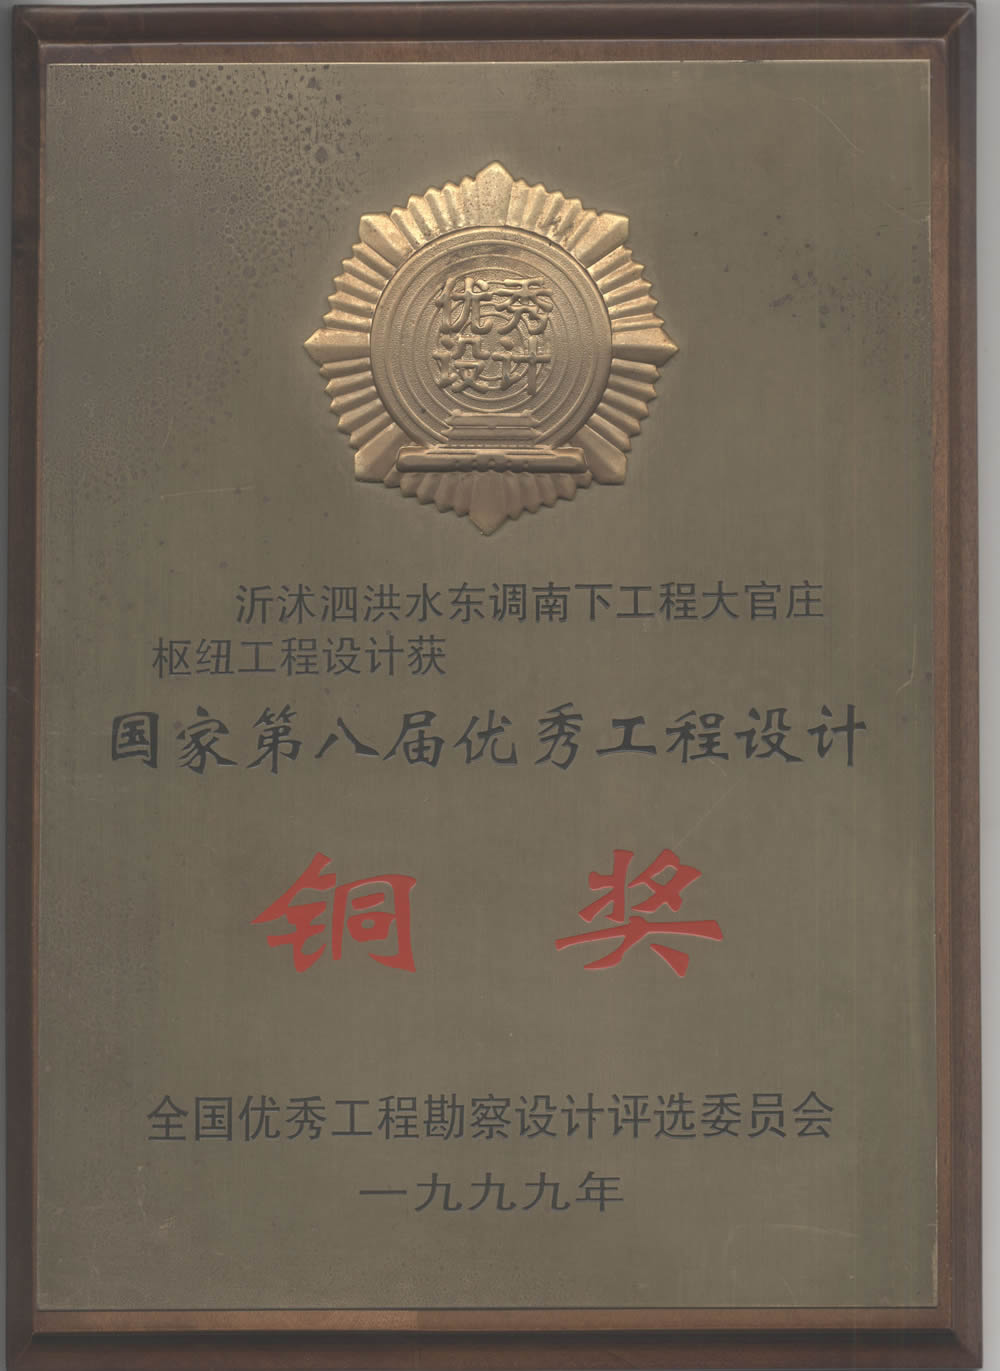 优秀
设计
沂沭泗洪水东调南下工程大官庄
枢纽工程设计获
国家第八届优秀工程设计
铜 奖
全国优秀工程勘察设计评选委员会
一九九九年